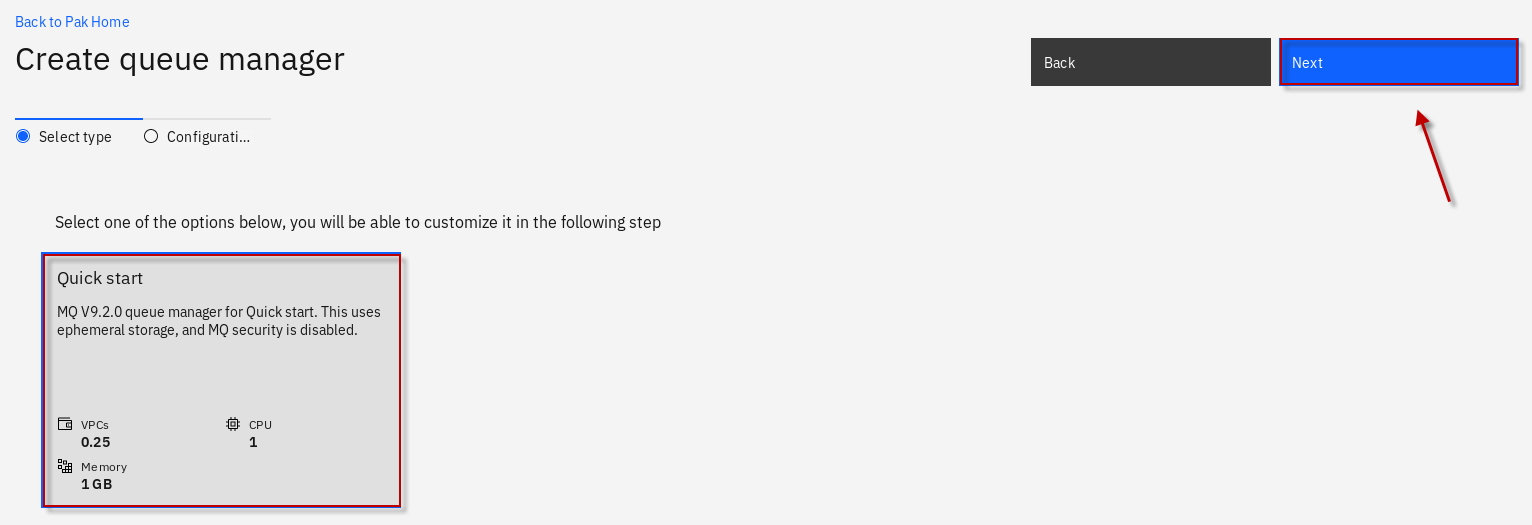 Back to Pak Home
Create queue manager
Back
Next
Select type
Configurati...
Select one of the options below, you will be able to customize it in the following step
Quick start
MQ V9.2.0 queue manager for Quick start. This uses
ephemeral storage, and MQ security is disabled.
VPCs
0.25
CPU
1
Memory
1 GB